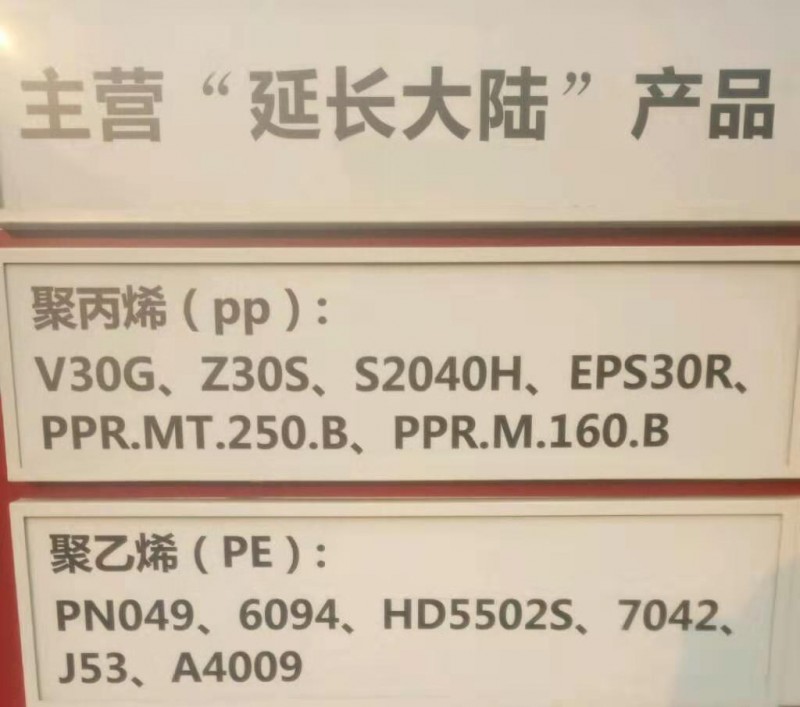 主营“延长大陆”产品
聚丙烯（pp）：
V30G、Z30S、S2040H、EPS30R、
PPR.MT.250.B、PPR.M.160.B
聚乙烯（PE）：
PN049、6094、HD5502S、7042、
J53、A4009